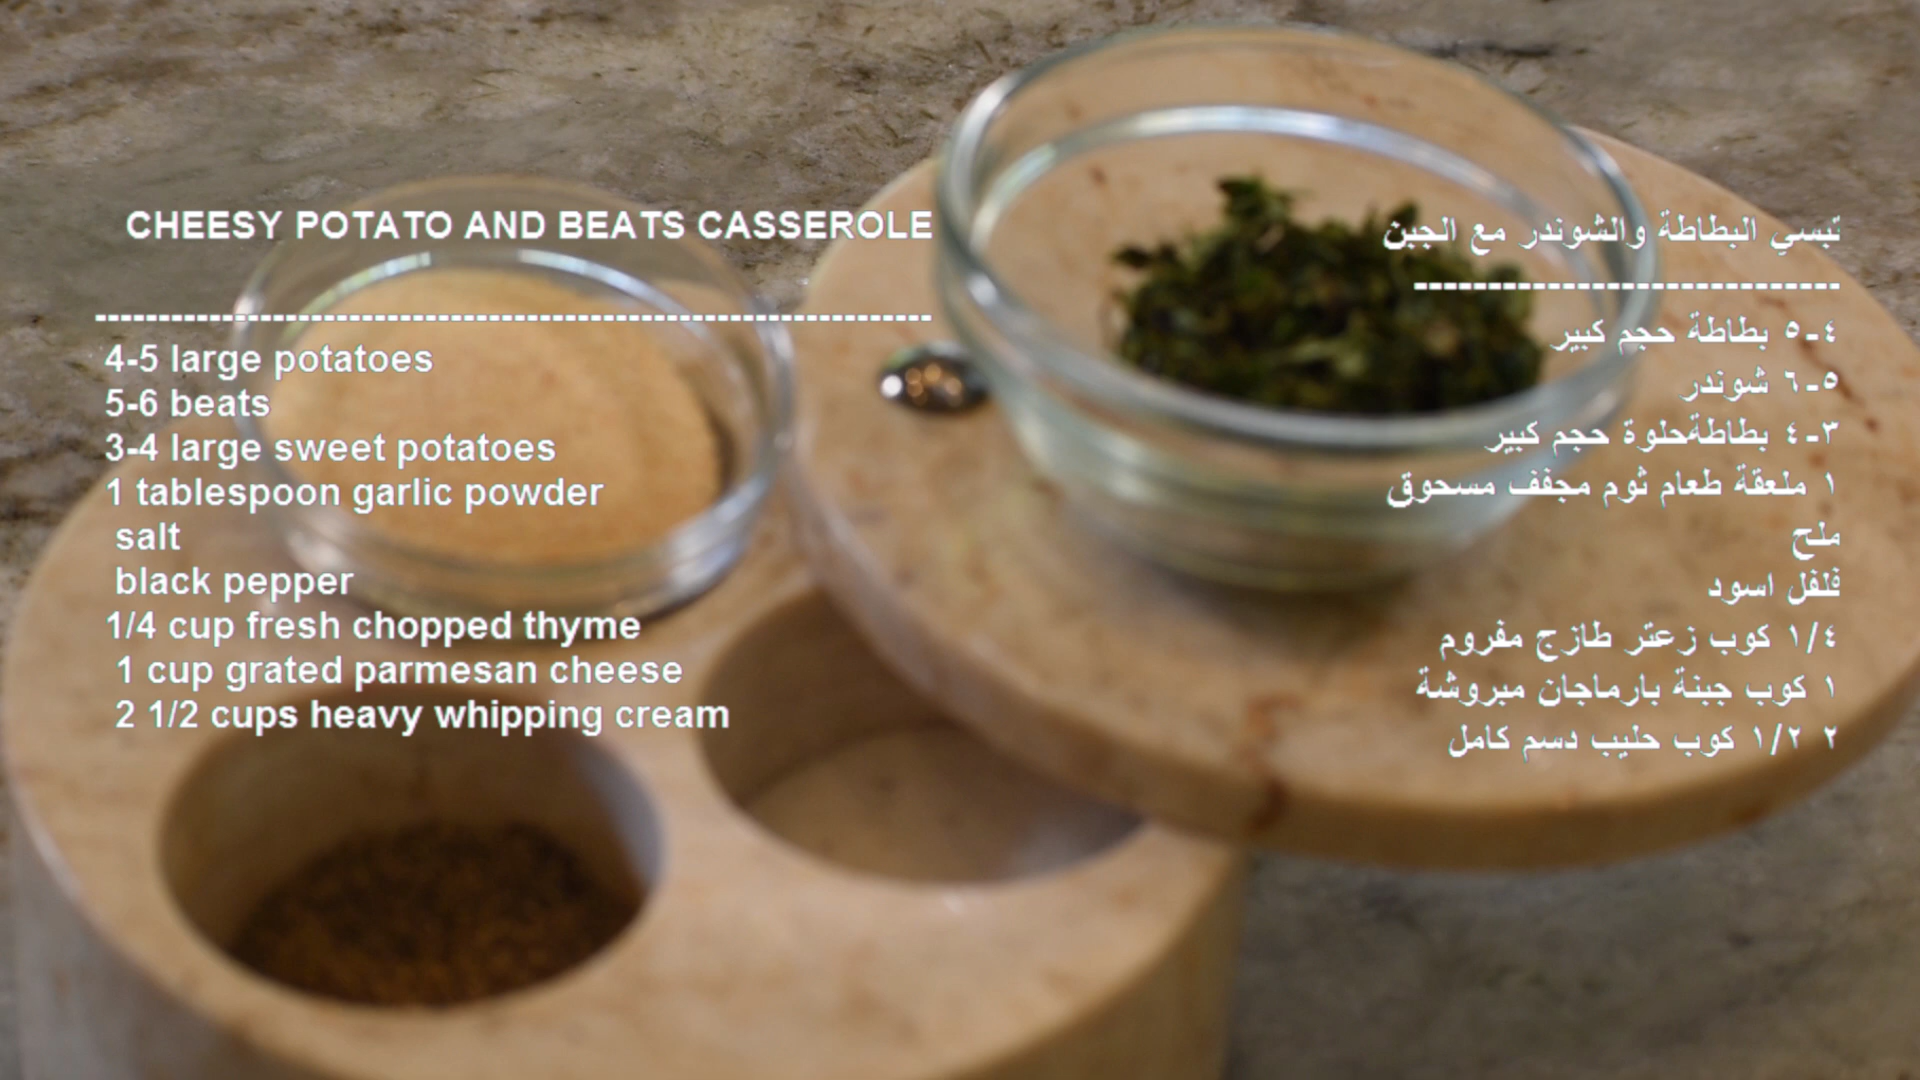 CHEESY POTATO AND BEATS CASSEROLE
--------------------------------------------------------------------
4-5 large potatoes
5-6 beats
3-4 large sweet potatoes
1 tablespoon garlic powder
salt
black pepper
1/4 cup fresh chopped thyme
1 cup grated parmesan cheese
2 1/2 cups heavy whipping cream
تبسي البطاطة والشوندر مع الجبن
-----------------------------
٤-٥ بطاطة حجم كبير
٥-٦ شوندر
٣-٤ بطاطةحلوة حجم كبير
١ ملعقة طعام ثوم مجفف مسحوق
ملح
فلفل اسود
١/٤ كوب زعتر طازج مفروم
١ كوب جبنة بارماجان مبروشة
٢ ١/٢ كوب حليب دسم كامل